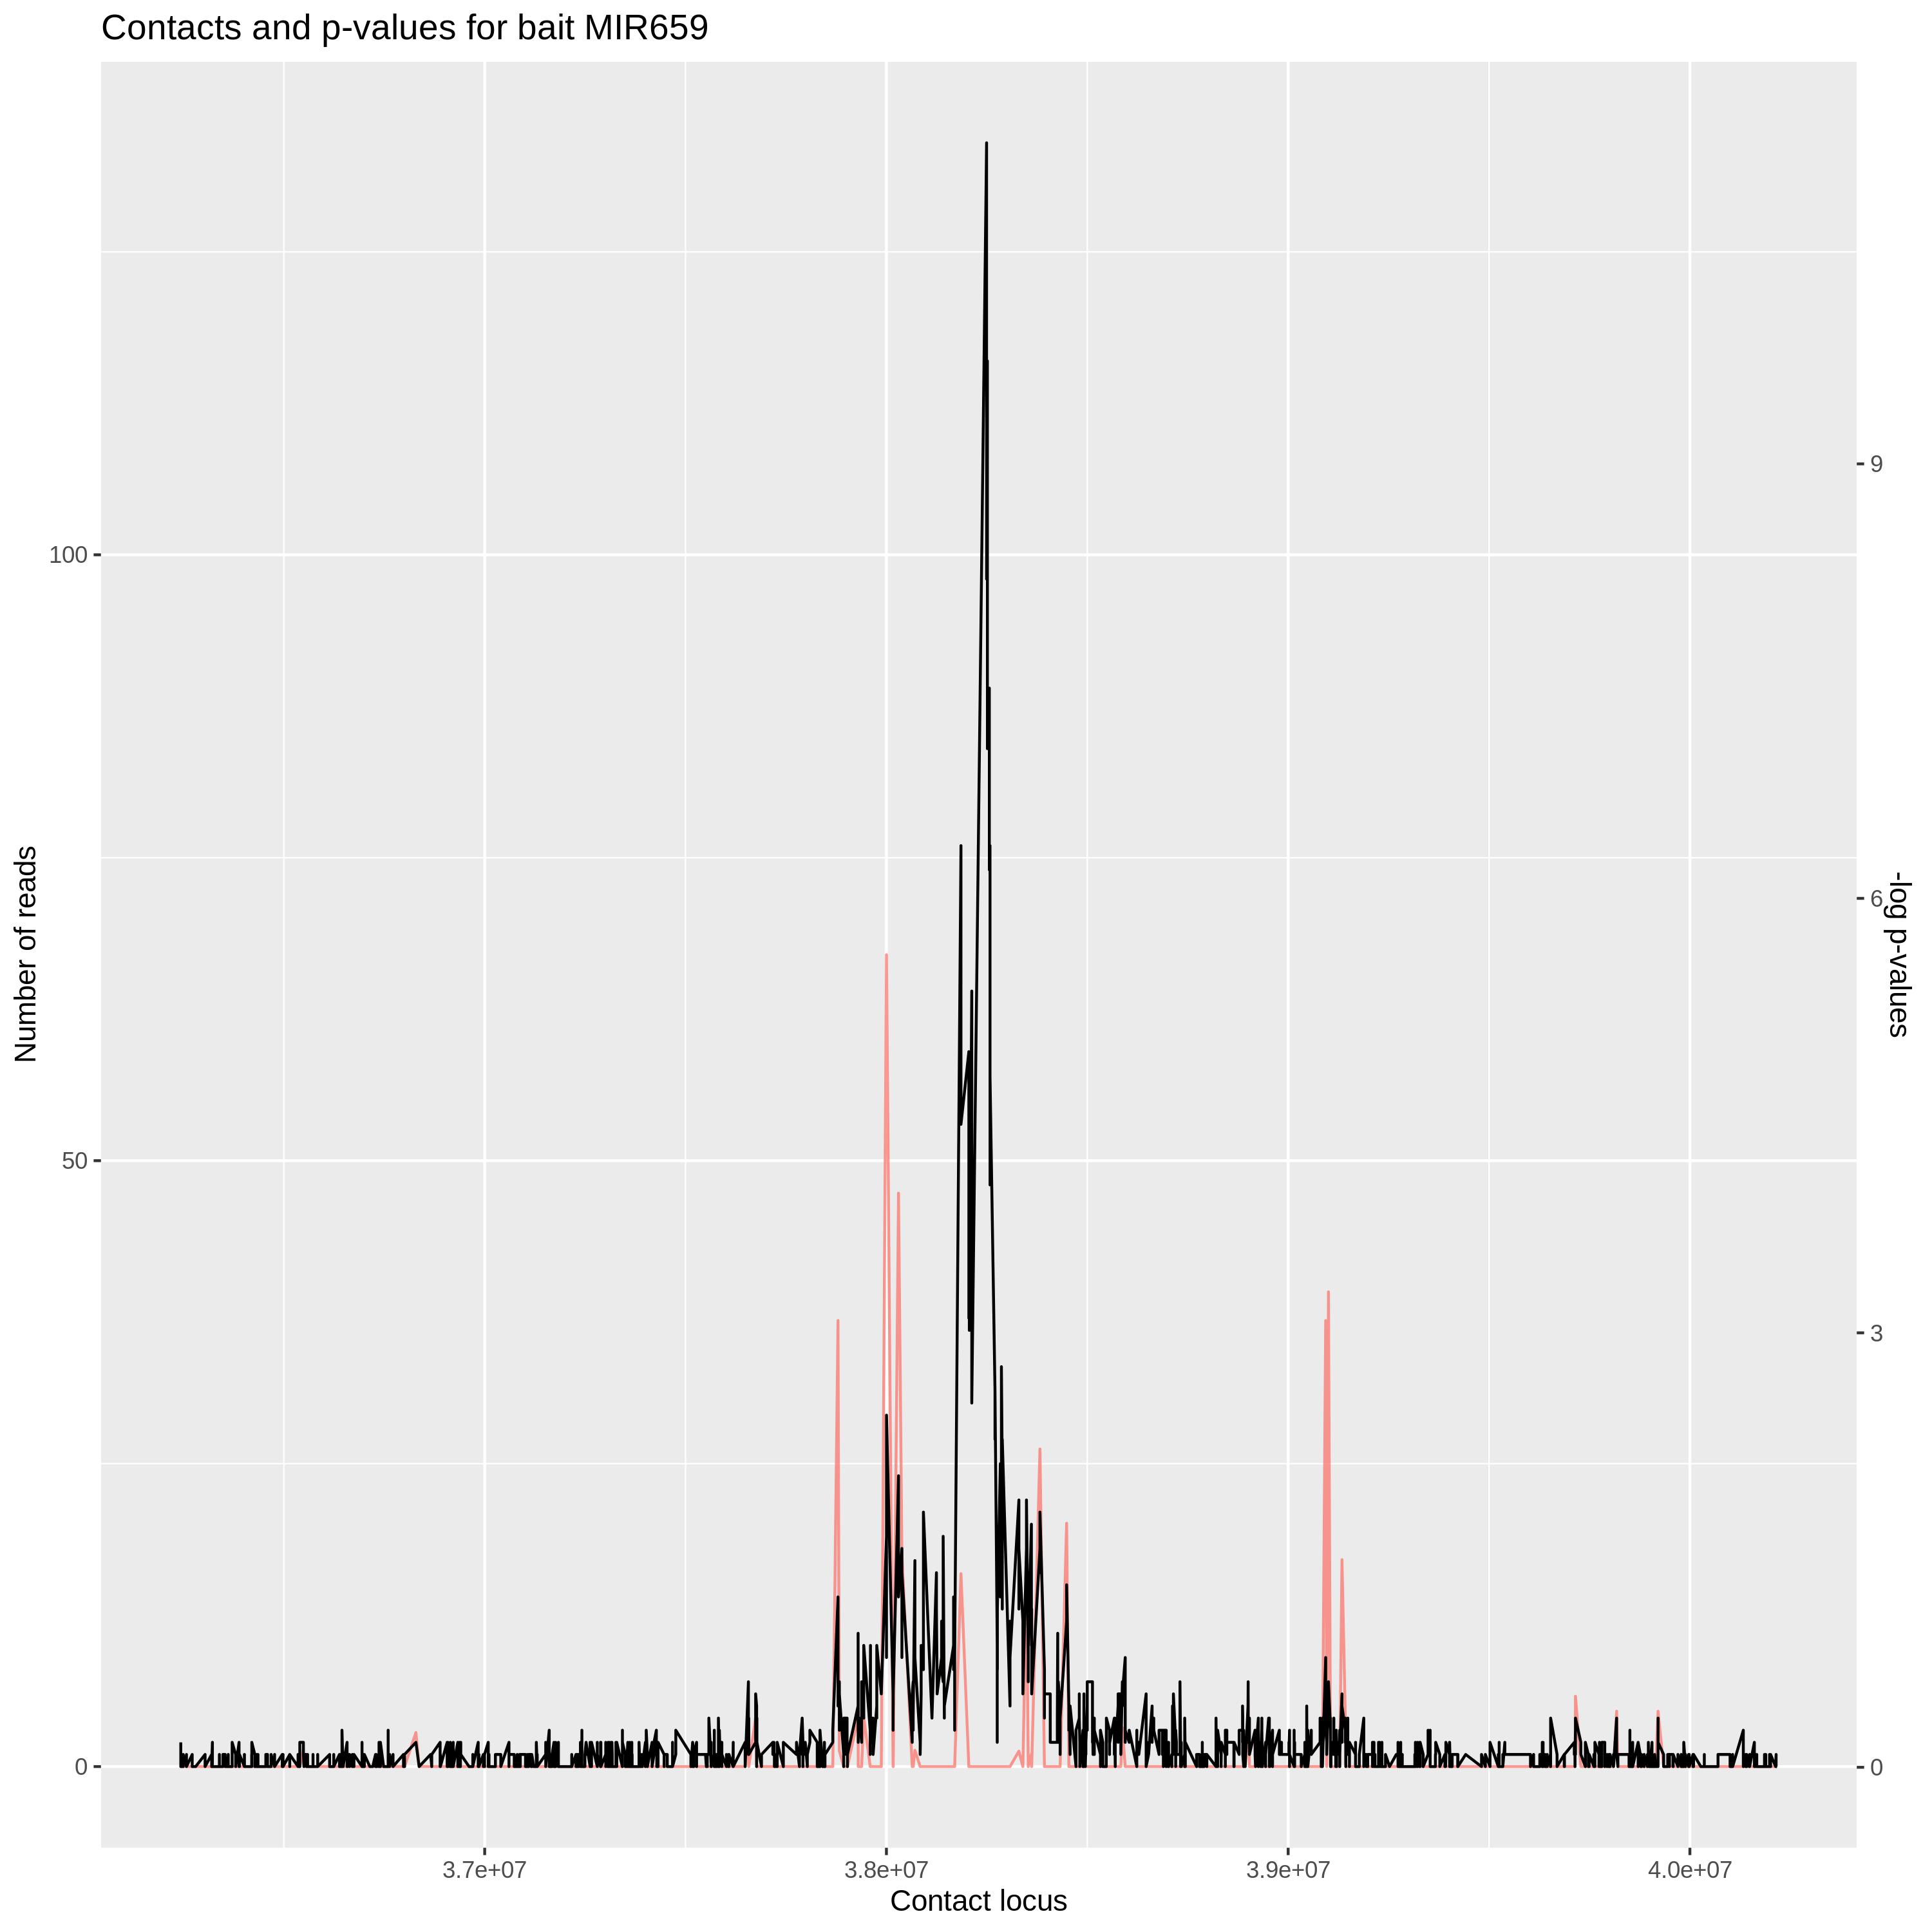 Contacts and p-values for bait MIR659
100
50
0
Number of reads
9
6
3
0
-log p-values
3.7e+07 3.8e+07 3.9e+07 4.0e+07
Contact locus